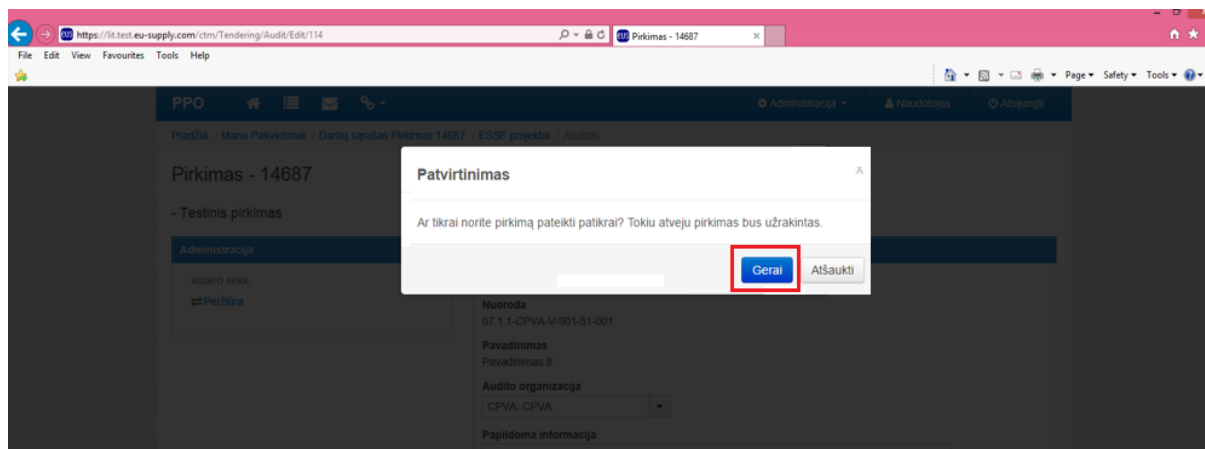 https://lit.test.eu-supply.com/ctm/Tendering/Audit/Edit/114
Pirkimas - 14687
File Edit View Favourites Tools Help
Page Safety Tools
PPO
Administracija
Naudotojas
Atsijungti
Pradžia / Mano Pakvietimai / Darbų sąrašas Pirkimas 14687 / ESSF projektai / Auditas
Pirkimas - 14687
- Testinis pirkimas
Administracija
AUDITO SEKA
Peržiūra
Patvirtinimas
Ar tikrai norite pirkimą pateikti patikrai? Tokiu atveju pirkimas bus užrakintas.
Gerai
Atšaukti
Nuoroda
07.1.1-CPVA-V-901-51-001
Pavadinimas
Pavadinimas 8
Audito organizacija
CPVA: CPVA
Papildoma informacija